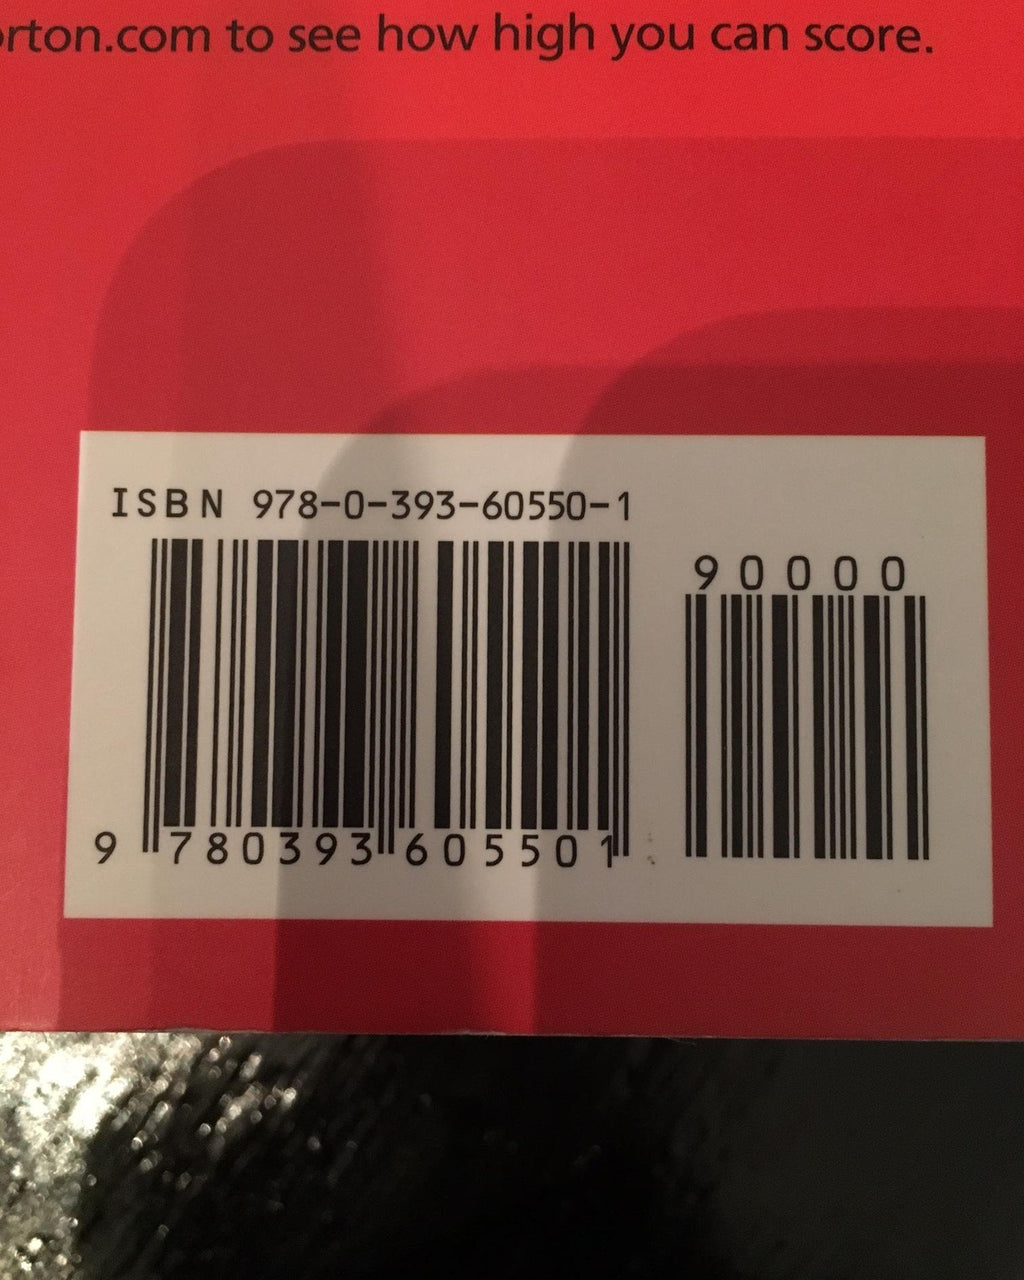 orton.com to see how high you can score.
ISBN 978-0-393-60550-1
90000
9 780393 605501